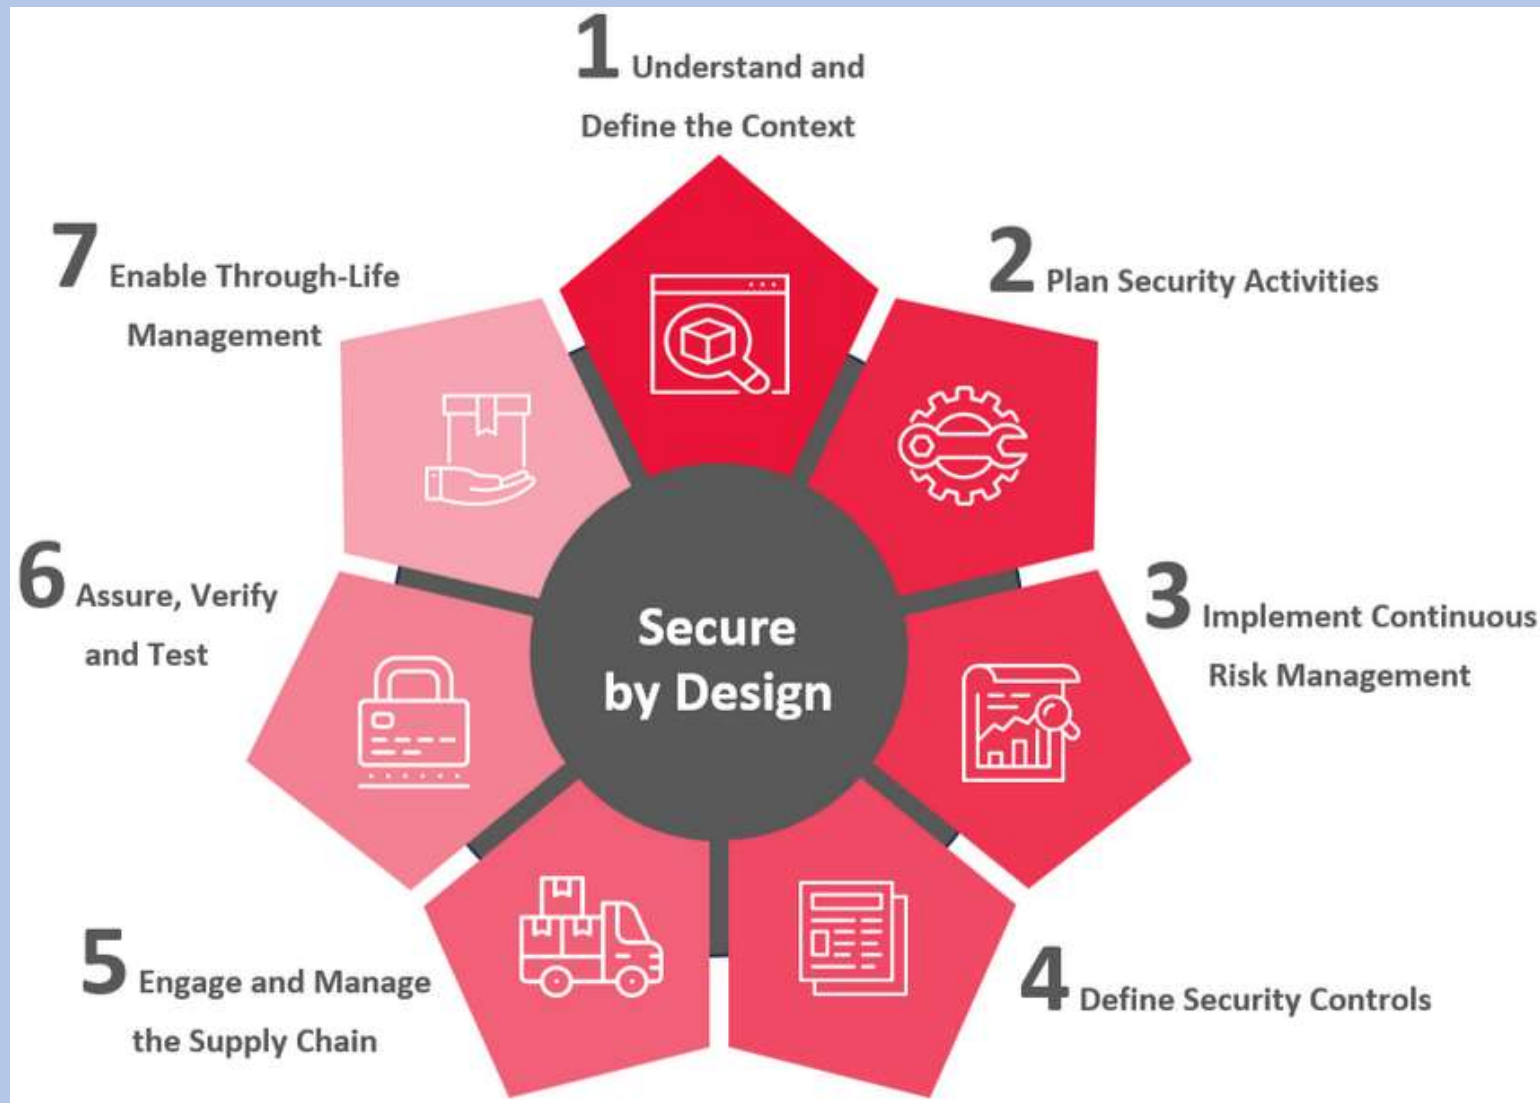 1 Understand and
Define the Context
2 Plan Security Activities
3 Implement Continuous
Risk Management
4 Define Security Controls
5 Engage and Manage
the Supply Chain
6 Assure, Verify
and Test
7 Enable Through-Life
Management
Secure
by Design